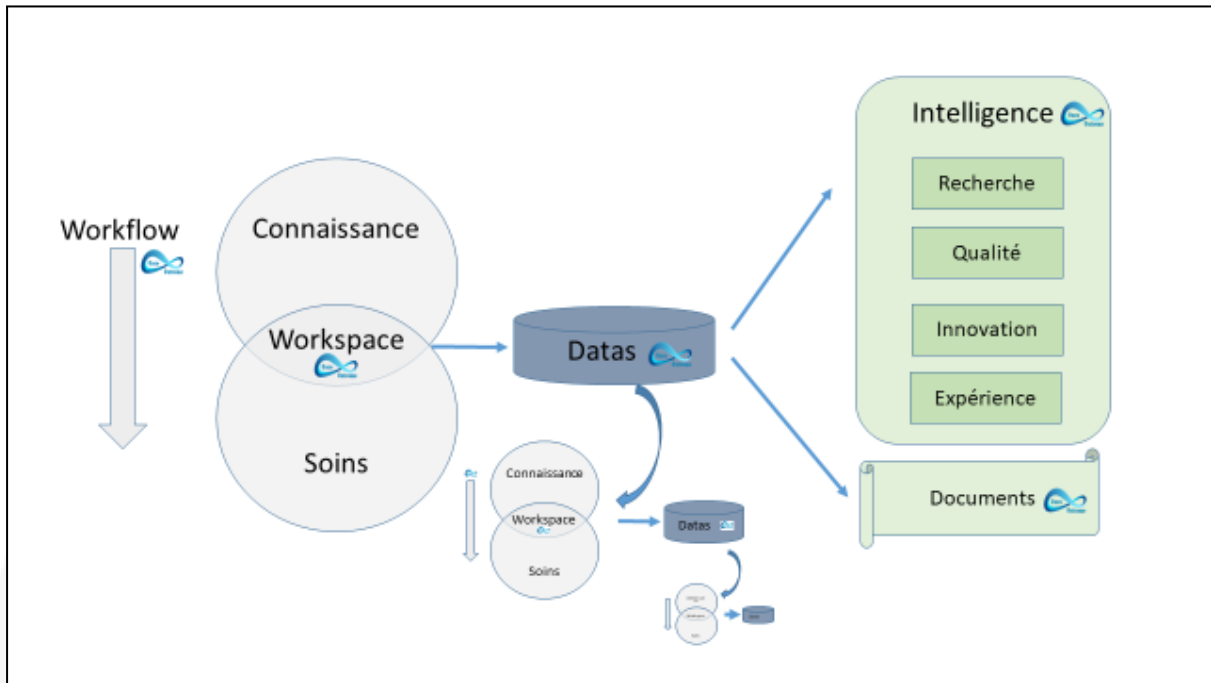 Intelligence
Recherche
Workflow
Connaissance
Qualité
Workspace
Datas
Innovation
Expérience
Soins
Connaissance
Documents
Workspace
Datas
Soins